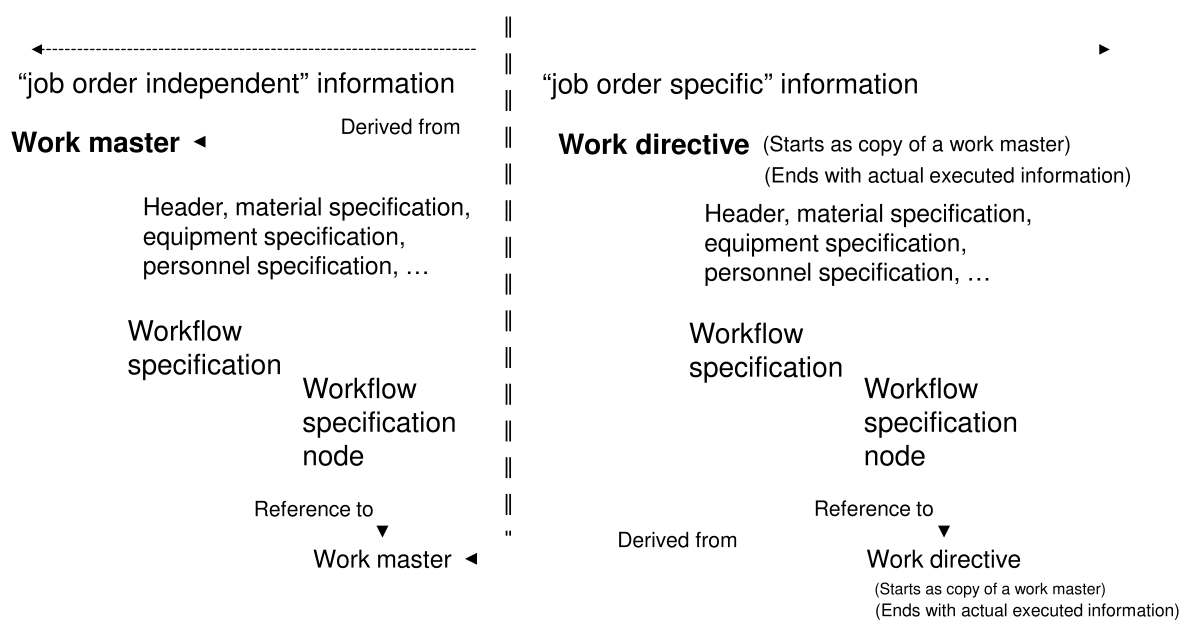 “job order independent” information
“job order specific” information
Derived from
Work master
Work directive (Starts as copy of a work master)
(Ends with actual executed information)
Header, material specification,
equipment specification,
personnel specification, …
Header, material specification,
equipment specification,
personnel specification, …
Workflow
specification
Workflow
specification
node
Workflow
specification
Workflow
specification
node
Reference to
Work master
Derived from
Reference to
Work directive
(Starts as copy of a work master)
(Ends with actual executed information)